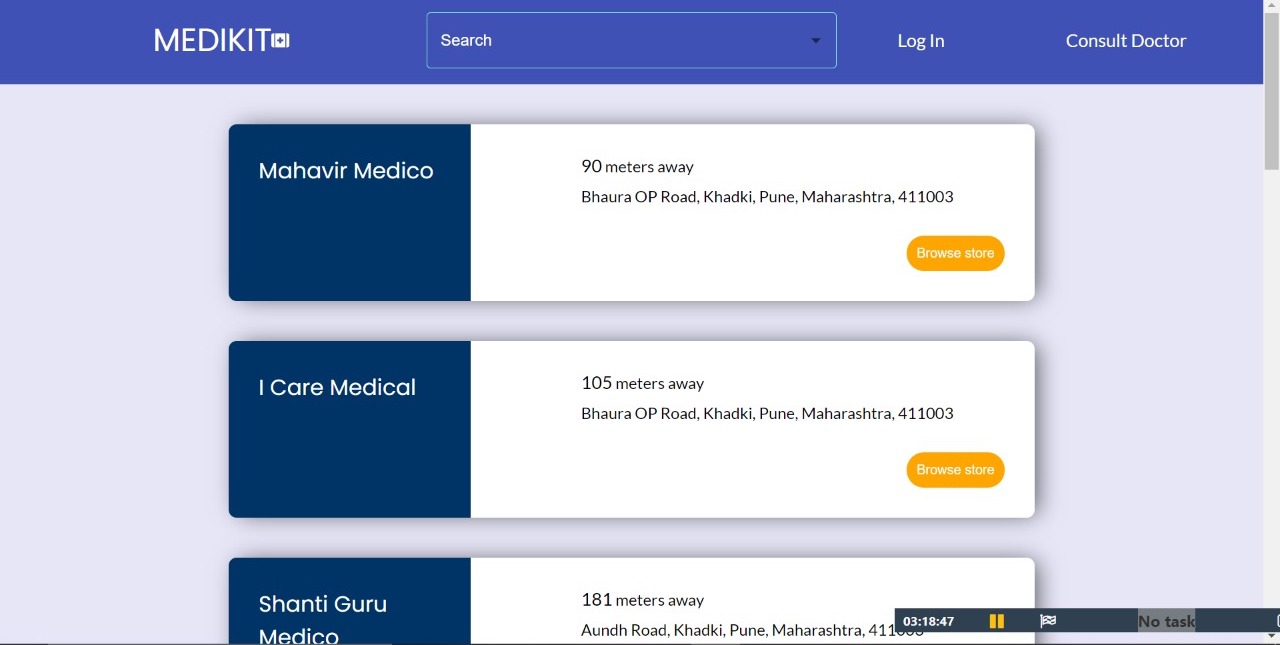 MEDIKIT
Search
Log In
Consult Doctor
Mahavir Medico
90 meters away
Bhaura OP Road, Khadki, Pune, Maharashtra, 411003
Browse store
I Care Medical
105 meters away
Bhaura OP Road, Khadki, Pune, Maharashtra, 411003
Browse store
Shanti Guru
Medico
181 meters away
Aundh Road, Khadki, Pune, Maharashtra, 411003
03:18:47
No task